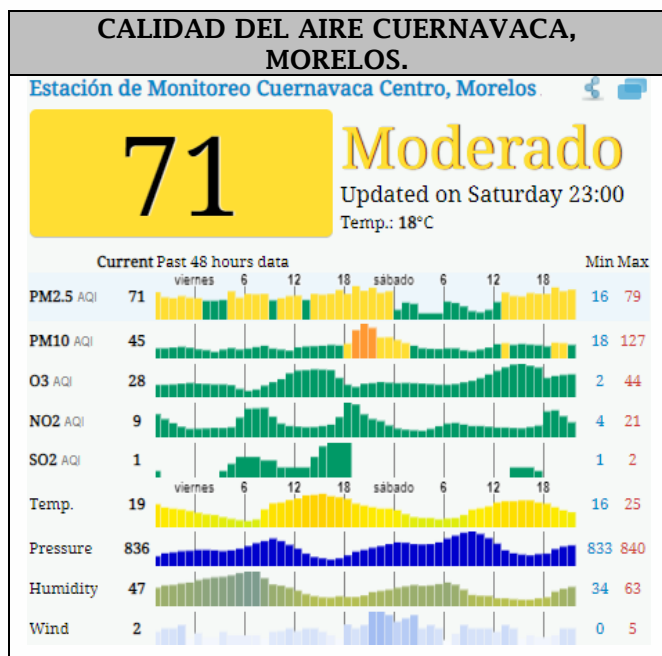 CALIDAD DEL AIRE CUERNAVACA,
MORELOS.
Estación de Monitoreo Cuernavaca Centro, Morelos
71
Moderado
Updated on Saturday 23:00
Temp.: 18°C
Current Past 48 hours data Min Max
viernes 6 12 18 sábado 6 12 18
PM2.5 AQI 71 16 79
PM10 AQI 45 18 127
O3 AQI 28 2 44
NO2 AQI 9 4 21
SO2 AQI 1 1 2
viernes 6 12 18 sábado 6 12 18
Temp. 19 16 25
Pressure 836 833 840
Humidity 47 34 63
Wind 2 0 5